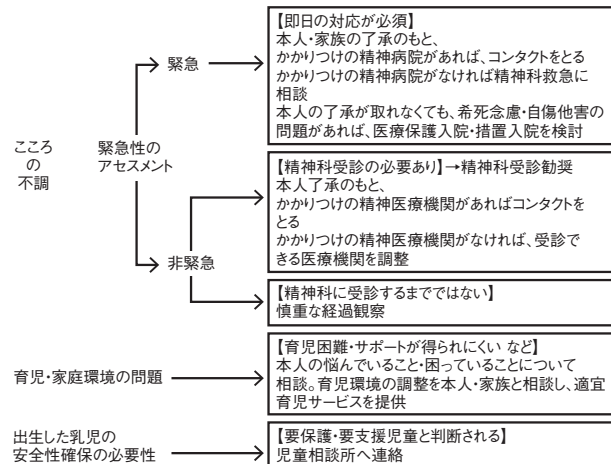 こころ
の
不調
緊急性の
アセスメント
緊急
【即日の対応が必須】
本人・家族の了承のもと、
かかりつけの精神病院があれば、コンタクトをとる
かかりつけの精神病院がなければ精神科救急に
相談
本人の了承が取れなくても、希死念慮・自傷他害の
問題があれば、医療保護入院・措置入院を検討
非緊急
【精神科受診の必要あり】→精神科受診勧奨
本人了承のもと、
かかりつけの精神医療機関があればコンタクトを
とる
かかりつけの精神医療機関がなければ、受診で
きる医療機関を調整
【精神科に受診するまでではない】
慎重な経過観察
育児・家庭環境の問題
【育児困難・サポートが得られにくい など】
本人の悩んでいること・困っていることについて
相談。育児環境の調整を本人・家族と相談し、適宜
育児サービスを提供
出生した乳児の
安全性確保の必要性
【要保護・要支援児童と判断される】
児童相談所へ連絡